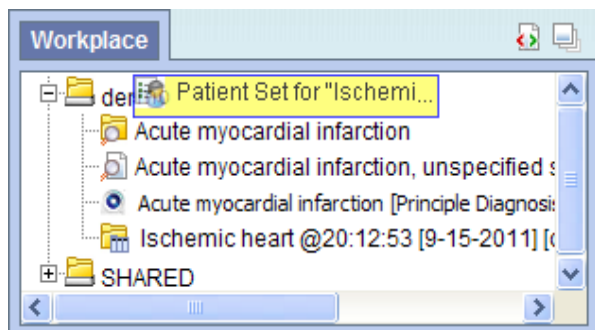 Workplace
Patient Set for "Ischemi...
Acute myocardial infarction
Acute myocardial infarction, unspecified
Acute myocardial infarction [Principle Diagnosis
Ischemic heart @20:12:53 [9-15-2011]
SHARED